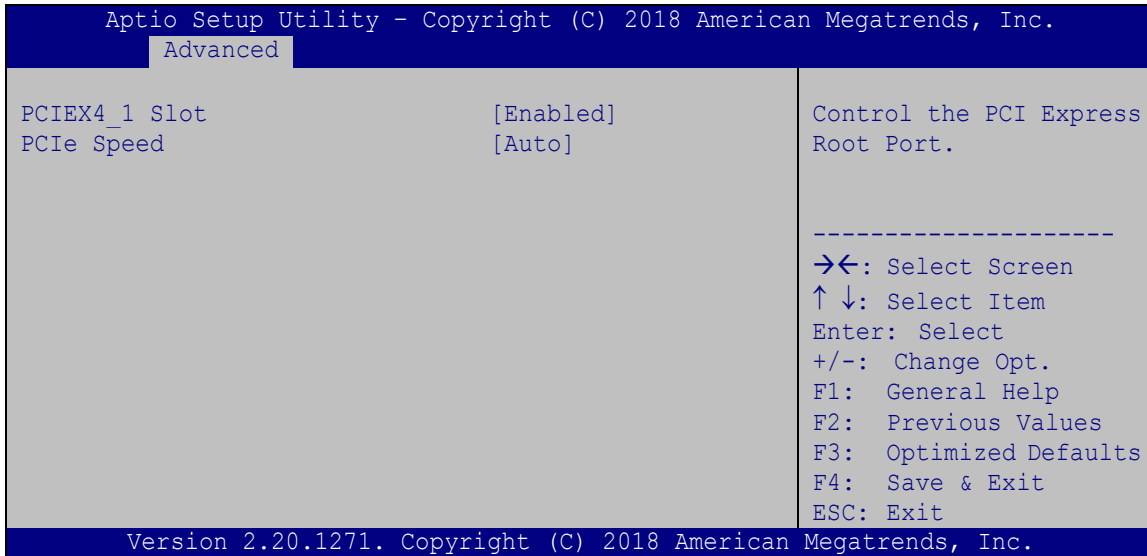 Aptio Setup Utility – Copyright (C) 2018 American Megatrends, Inc.
Advanced
PCIEX4_1 Slot [Enabled]
PCIe Speed [Auto]
Control the PCI Express
Root Port.
---------------------
→←: Select Screen
↑ ↓: Select Item
Enter: Select
+/-: Change Opt.
F1: General Help
F2: Previous Values
F3: Optimized Defaults
F4: Save & Exit
ESC: Exit
Version 2.20.1271. Copyright (C) 2018 American Megatrends, Inc.